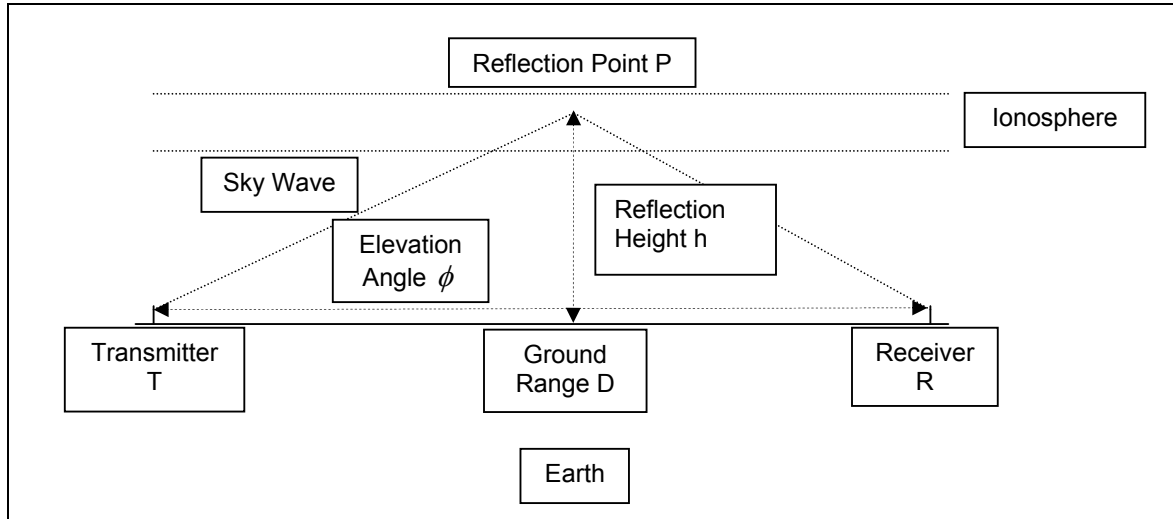 Reflection Point P
Ionosphere
Sky Wave
Reflection
Height h
Elevation
Angle ϕ
Transmitter
T
Ground
Range D
Receiver
R
Earth